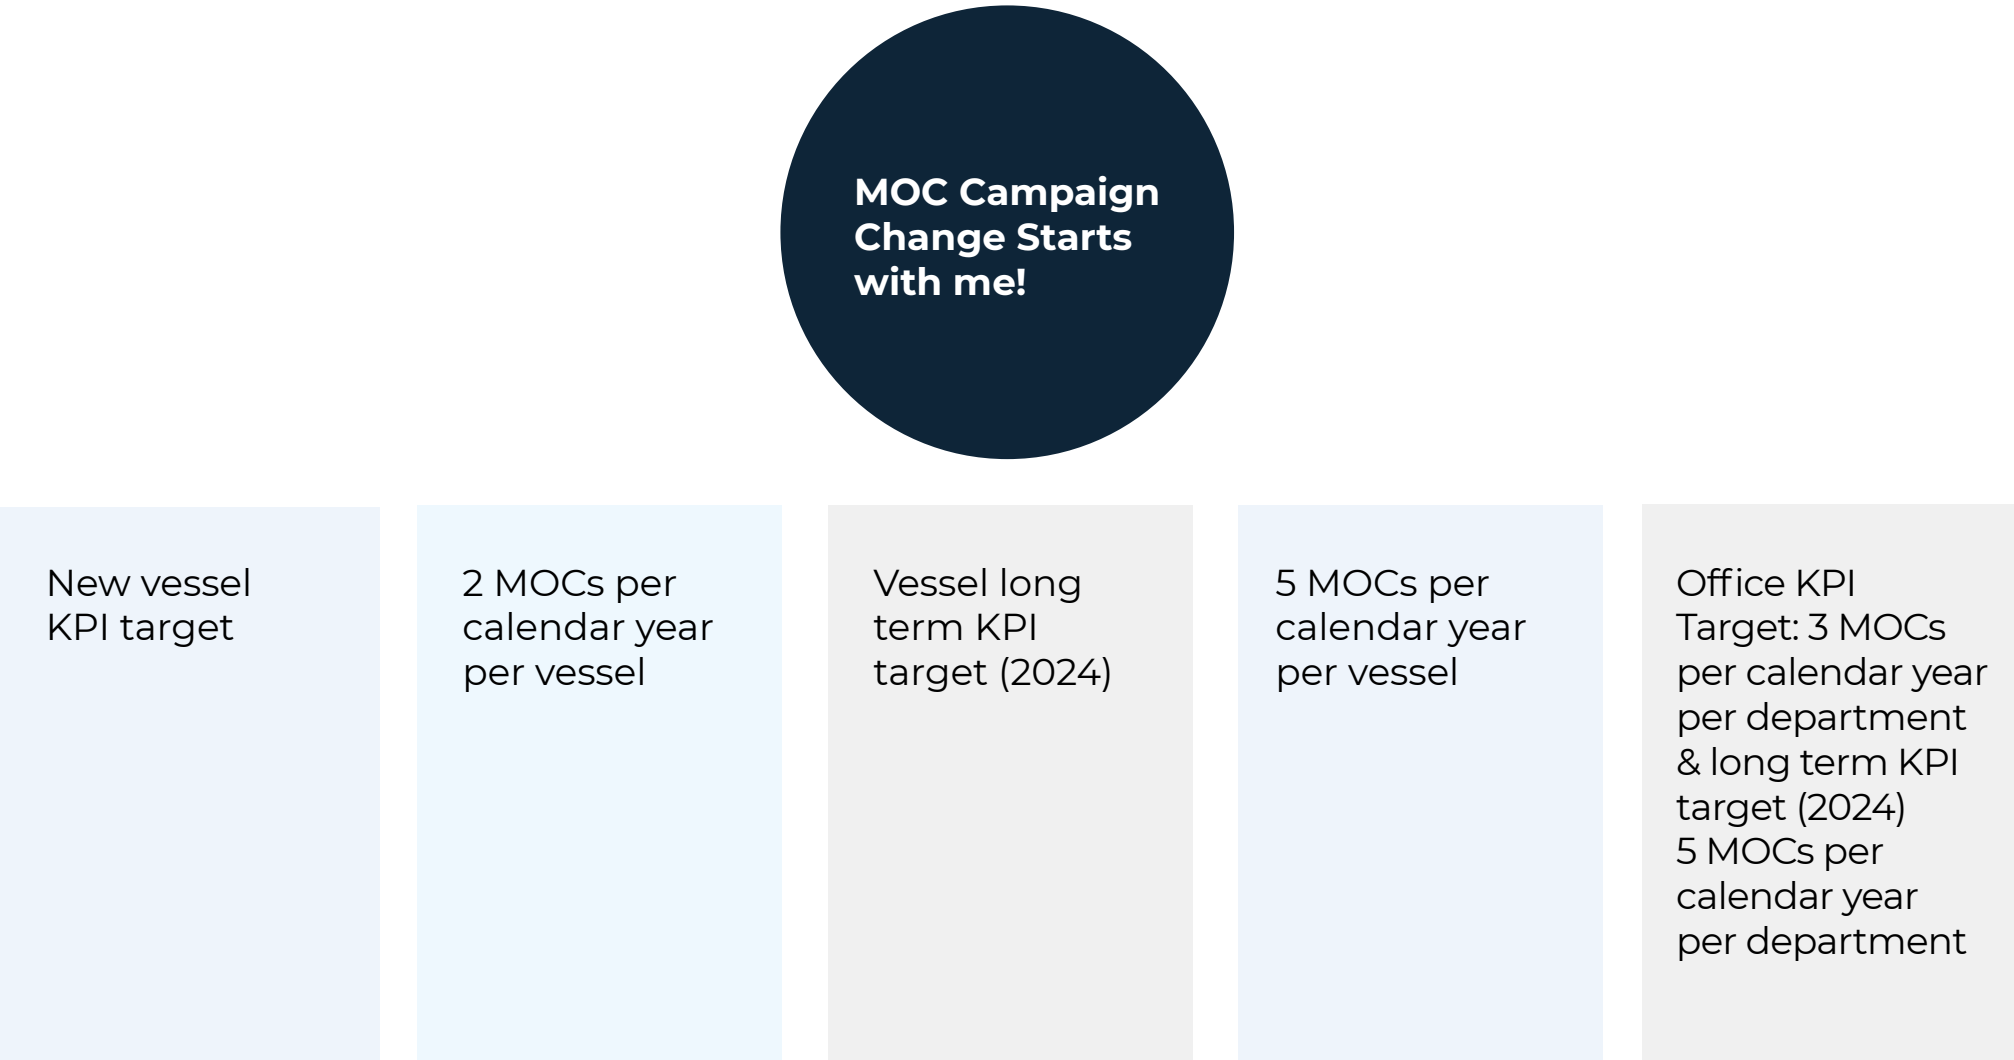 MOC Campaign
Change Starts
with me!
New vessel
KPI target
2 MOCs per
calendar year
per vessel
Vessel long
term KPI
target (2024)
5 MOCs per
calendar year
per vessel
Office KPI
Target: 3 MOCs
per calendar year
per department
& long term KPI
target (2024)
5 MOCs per
calendar year
per department